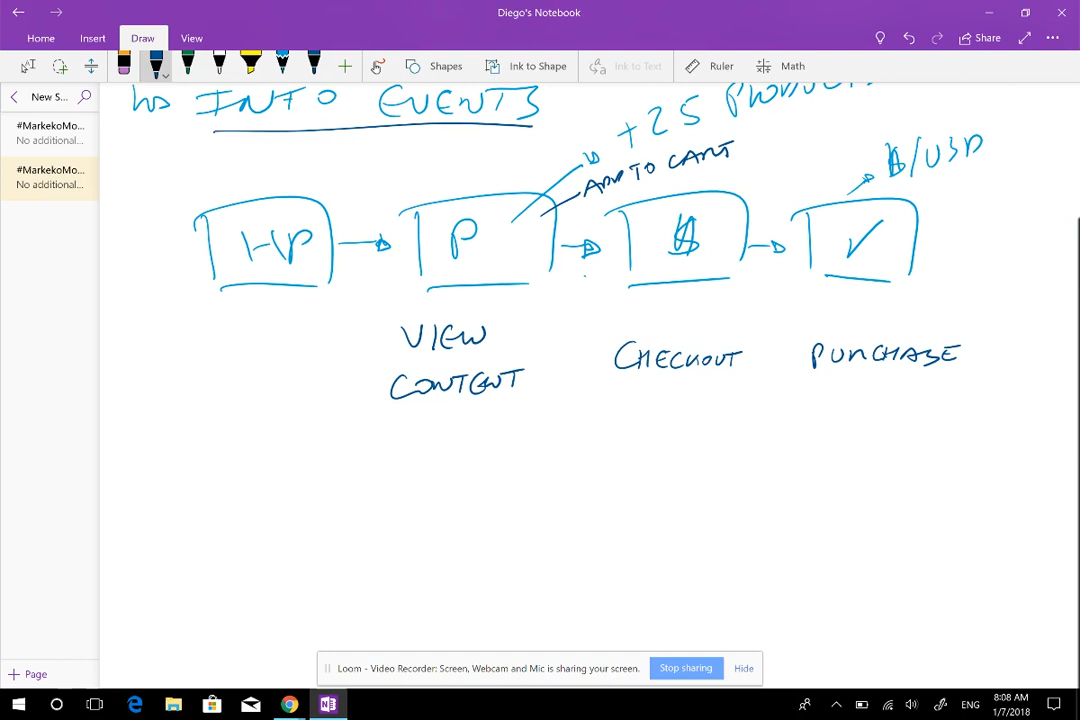 Diego's Notebook
Home Insert Draw View
Share
Shapes Ink to Shape Ink to Text Ruler Math
New S...
#MarkekoMo...
No additional...
#MarkekoMo...
No additional...
INFO EVENTS
+25 PRODUCT
ADD TO CART
$/USD
HP P $ ✓
VIEW
CONTENT
CHECKOUT
PURCHASE
Loom - Video Recorder: Screen, Webcam and Mic is sharing your screen. Stop sharing Hide
+ Page
ENG
8:08 AM
1/7/2018